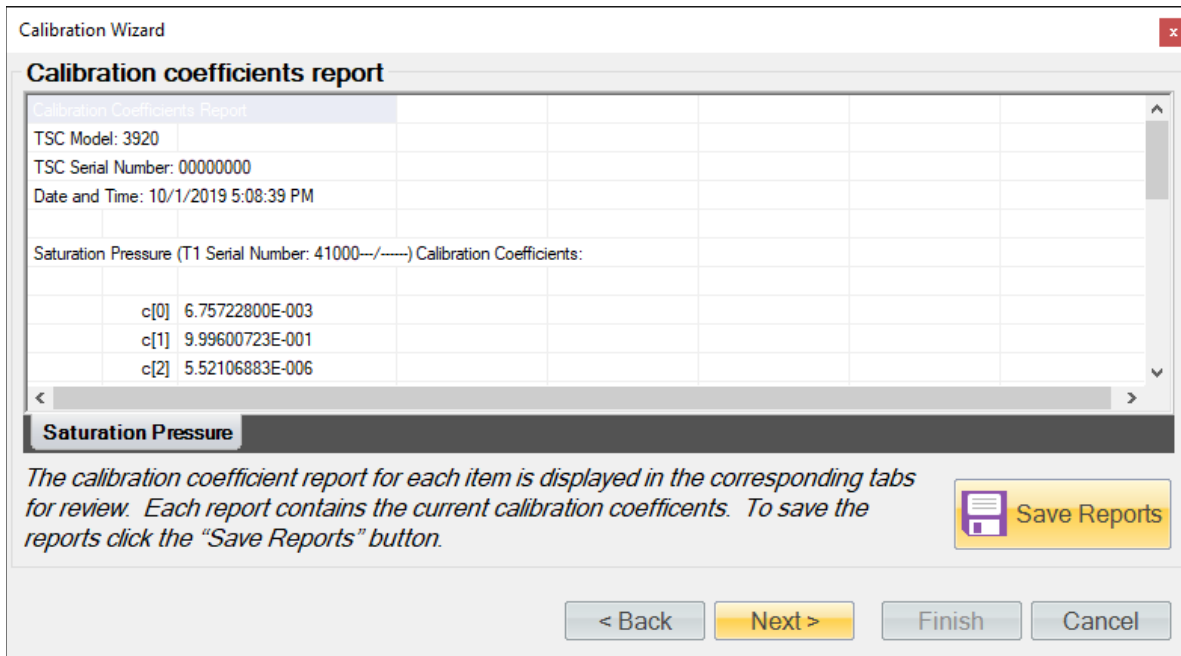 Calibration Wizard
x
Calibration coefficients report
Calibration Coefficients Report
TSC Model: 3920
TSC Serial Number: 00000000
Date and Time: 10/1/2019 5:08:39 PM
Saturation Pressure (T1 Serial Number: 41000---/------) Calibration Coefficients:
c[0] 6.75722800E-003
c[1] 9.99600723E-001
c[2] 5.52106883E-006
Saturation Pressure
The calibration coefficient report for each item is displayed in the corresponding tabs
for review. Each report contains the current calibration coefficents. To save the
reports click the “Save Reports” button.
Save Reports
< Back
Next >
Finish
Cancel